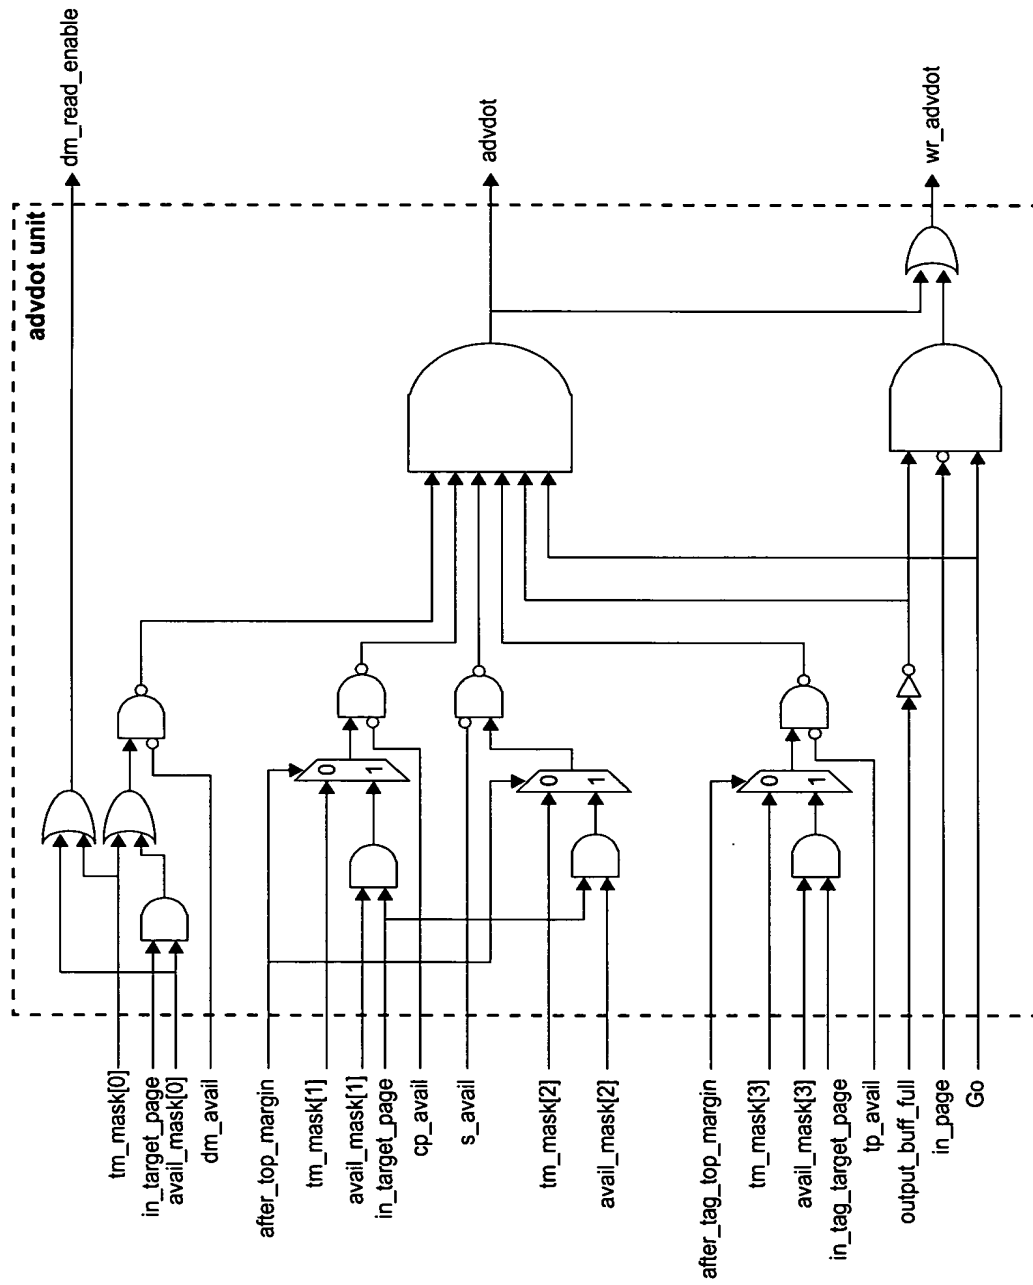 advdot unit
tm_mask[0]
in_target_page
avail_mask[0]
dm_avail
after_top_margin
tm_mask[1]
avail_mask[1]
in_target_page
cp_avail
s_avail
tm_mask[2]
avail_mask[2]
after_tag_top_margin
tm_mask[3]
avail_mask[3]
in_tag_target_page
tp_avail
output_buff_full
in_page
Go
0
1
0
1
0
1
dm_read_enable
advdot
wr_advdot